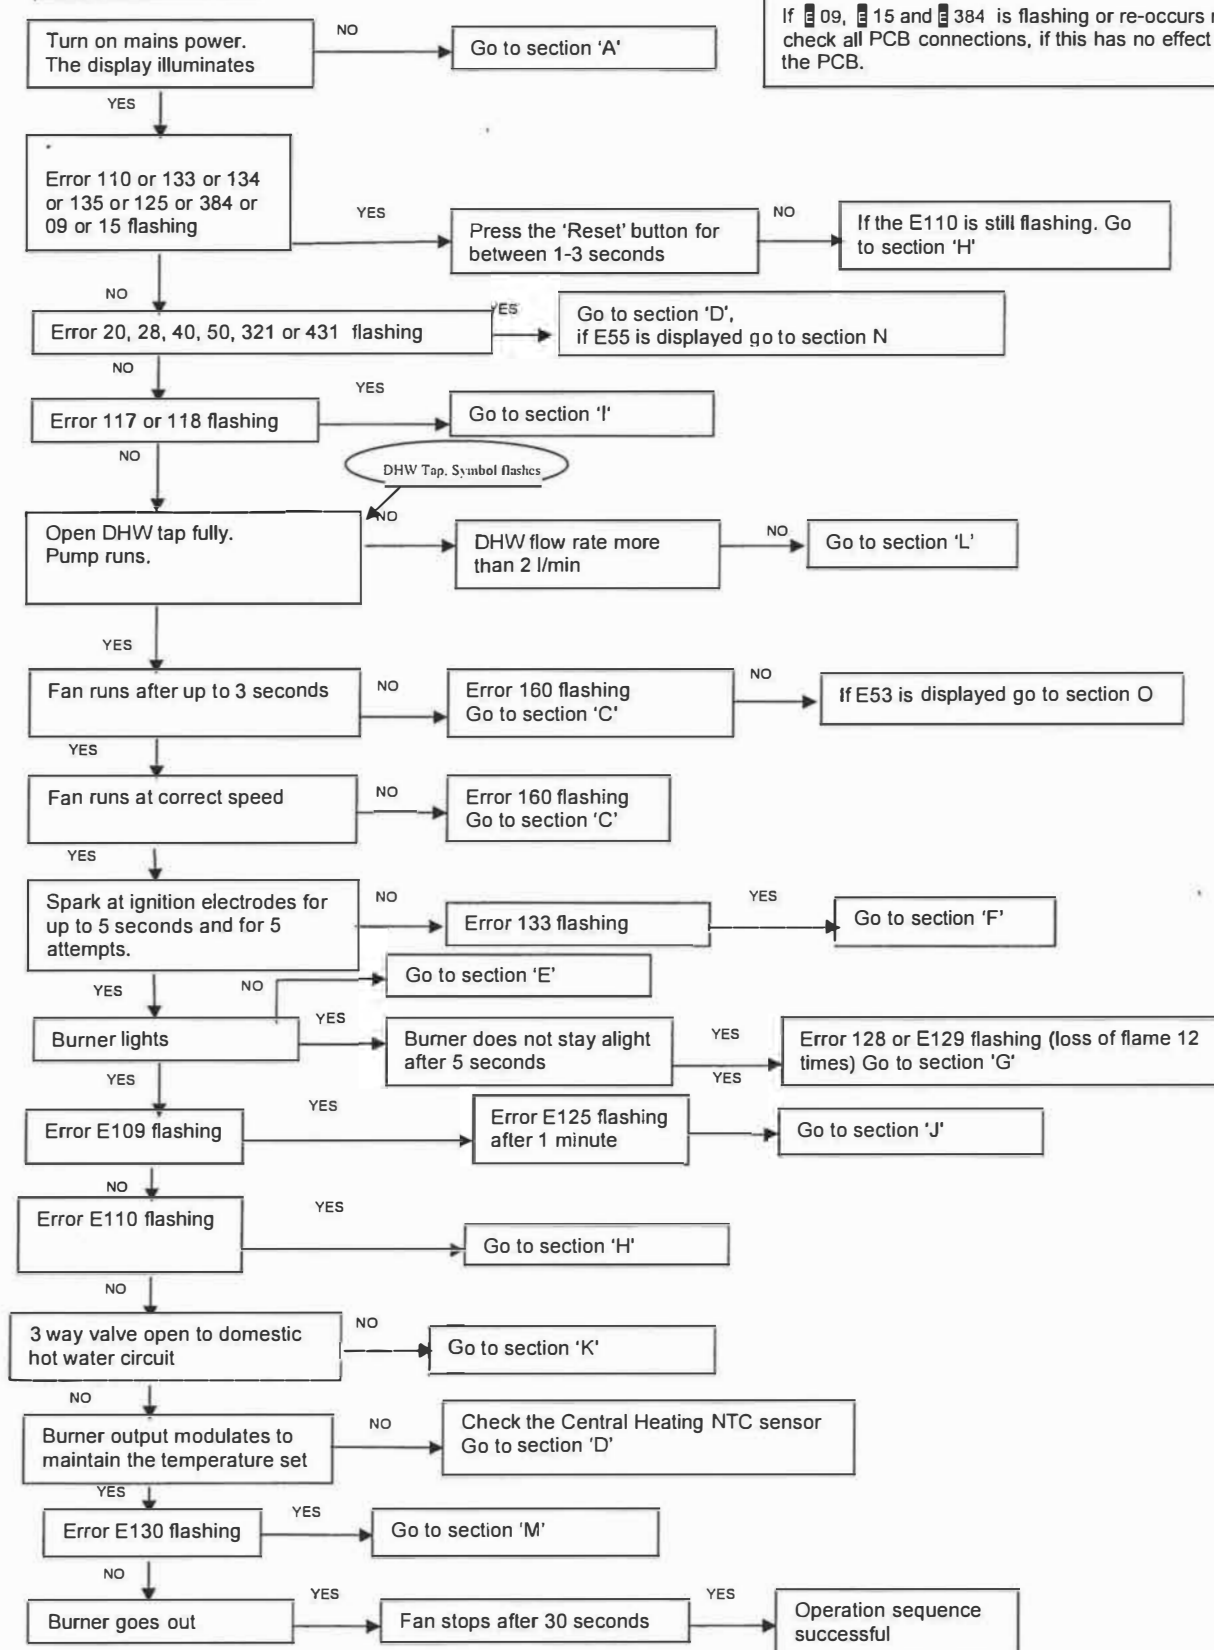 If E 09, E 15 and E 384 is flashing or re-occurs
check all PCB connections, if this has no effect
the PCB.
Turn on mains power.
The display illuminates
NO
Go to section 'A'
YES
Error 110 or 133 or 134
or 135 or 125 or 384 or
09 or 15 flashing
YES
Press the 'Reset' button for
between 1-3 seconds
NO
If the E110 is still flashing. Go
to section 'H'
NO
Error 20, 28, 40, 50, 321 or 431 flashing
YES
Go to section 'D',
if E55 is displayed go to section N
NO
Error 117 or 118 flashing
YES
Go to section 'I'
NO
DHW Tap. Symbol flashes
Open DHW tap fully.
Pump runs.
NO
DHW flow rate more
than 2 l/min
NO
Go to section 'L'
YES
Fan runs after up to 3 seconds
NO
Error 160 flashing
Go to section 'C'
NO
If E53 is displayed go to section O
YES
Fan runs at correct speed
NO
Error 160 flashing
Go to section 'C'
YES
Spark at ignition electrodes for
up to 5 seconds and for 5
attempts.
NO
Error 133 flashing
YES
Go to section 'F'
YES
NO
Go to section 'E'
Burner lights
YES
Burner does not stay alight
after 5 seconds
YES
YES
Error 128 or E129 flashing (loss of flame 12
times) Go to section 'G'
YES
Error E109 flashing
YES
Error E125 flashing
after 1 minute
Go to section 'J'
NO
Error E110 flashing
YES
Go to section 'H'
NO
3 way valve open to domestic
hot water circuit
NO
Go to section 'K'
NO
Burner output modulates to
maintain the temperature set
NO
Check the Central Heating NTC sensor
Go to section 'D'
YES
Error E130 flashing
YES
Go to section 'M'
NO
Burner goes out
YES
Fan stops after 30 seconds
YES
Operation sequence
successful